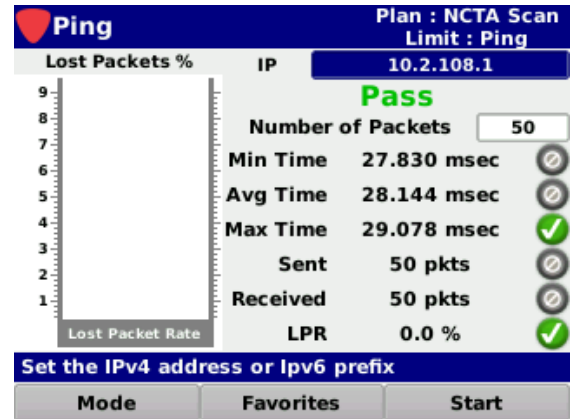 Ping
Plan : NCTA Scan
Limit : Ping
Lost Packets %
IP 10.2.108.1
9
8
7
6
5
4
3
2
1
Lost Packet Rate
Pass
Number of Packets 50
Min Time 27.830 msec
Avg Time 28.144 msec
Max Time 29.078 msec
Sent 50 pkts
Received 50 pkts
LPR 0.0 %
Set the IPv4 address or Ipv6 prefix
Mode Favorites Start